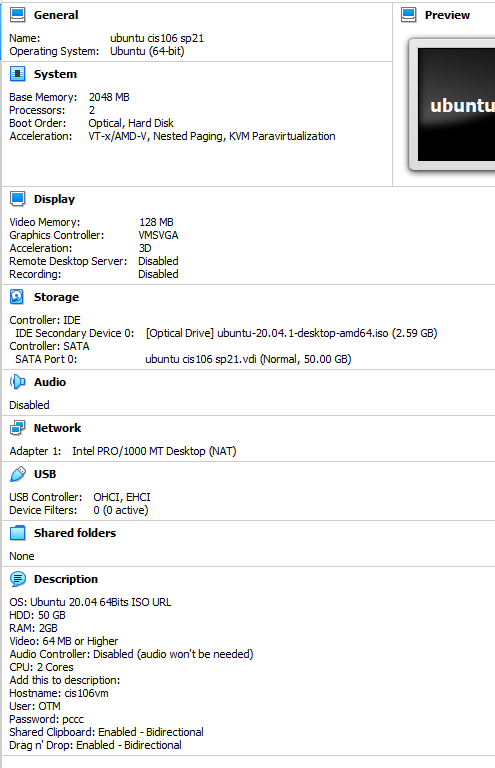 General
Preview
Name: ubuntu cis106 sp21
Operating System: Ubuntu (64-bit)
ubuntu
System
Base Memory: 2048 MB
Processors: 2
Boot Order: Optical, Hard Disk
Acceleration: VT-x/AMD-V, Nested Paging, KVM Paravirtualization
Display
Video Memory: 128 MB
Graphics Controller: VMSVGA
Acceleration: 3D
Remote Desktop Server: Disabled
Recording: Disabled
Storage
Controller: IDE
IDE Secondary Device 0: [Optical Drive] ubuntu-20.04.1-desktop-amd64.iso (2.59 GB)
Controller: SATA
SATA Port 0: ubuntu cis106 sp21.vdi (Normal, 50.00 GB)
Audio
Disabled
Network
Adapter 1: Intel PRO/1000 MT Desktop (NAT)
USB
USB Controller: OHCI, EHCI
Device Filters: 0 (0 active)
Shared folders
None
Description
OS: Ubuntu 20.04 64Bits ISO URL
HDD: 50 GB
RAM: 2GB
Video: 64 MB or Higher
Audio Controller: Disabled (audio won't be needed)
CPU: 2 Cores
Add this to description:
Hostname: cis106vm
User: OTM
Password: pccc
Shared Clipboard: Enabled - Bidirectional
Drag n' Drop: Enabled - Bidirectional